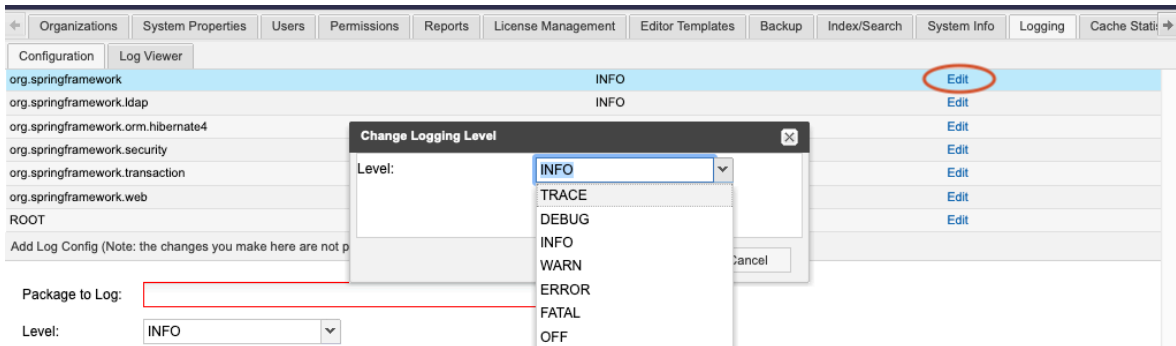 Organizations System Properties Users Permissions Reports License Management Editor Templates Backup Index/Search System Info Logging Cache Statis
Configuration Log Viewer
org.springframework INFO Edit
org.springframework.ldap INFO Edit
org.springframework.orm.hibernate4 Edit
org.springframework.security Edit
org.springframework.transaction Edit
org.springframework.web Edit
ROOT Edit
Add Log Config (Note: the changes you make here are not p
Change Logging Level
Level: INFO
TRACE
DEBUG
INFO
WARN
ERROR
FATAL
OFF
Cancel
Package to Log:
Level: INFO